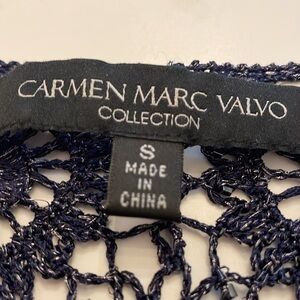 CARMEN MARC VALVO
COLLECTION
S
MADE
IN
CHINA